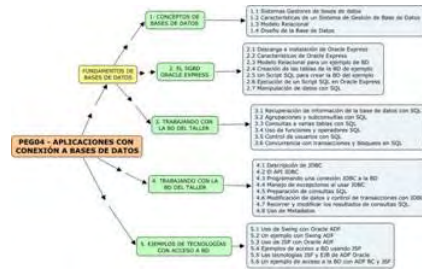 PEG04 - APLICACIONES CON
CONEXIÓN A BASES DE DATOS
FUNDAMENTOS DE
BASES DE DATOS
1. CONCEPTOS DE
BASES DE DATOS
1.1 Sistemas Gestores de bases de datos
1.2 Características de un Sistema de Gestión de Base de Datos
1.3 Modelo Relacional
1.4 Diseño de la Base de Datos
2. EL SGBD
ORACLE EXPRESS
2.1 Descarga e instalación de Oracle Express
2.2 Características de Oracle Express
2.3 Modelo Relacional para un ejemplo de BD
2.4 Creación de las tablas de la BD de ejemplo
2.5 Un Script SQL para crear la BD del ejemplo
2.6 Ejecución de un Script SQL en Oracle Express
2.7 Manipulación de datos con SQL
3. TRABAJANDO CON
LA BD DEL TALLER
3.1 Recuperación de información de la base de datos con SQL
3.2 Agrupaciones y subconsultas con SQL
3.3 Consultas a varias tablas con SQL
3.4 Uso de funciones y operadores SQL
3.5 Control de usuarios con SQL
3.6 Concurrencia con transacciones y bloqueos en SQL
4. TRABAJANDO CON LA
BD DEL TALLER
4.1 Descripción de JDBC
4.2 El API JDBC
4.3 Programando una conexión JDBC a la BD
4.4 Manejo de excepciones al usar JDBC
4.5 Preparación de consultas SQL
4.6 Modificación de datos y control de transacciones con JDBC
4.7 Recorrer y modificar los resultados de consultas SQL
4.8 Uso de Metadatos
5. EJEMPLOS DE TECNOLOGÍAS
CON ACCESO A BD
5.1 Uso de Swing con Oracle ADF
5.2 Un ejemplo con Swing ADF
5.3 Uso de JSP con Oracle ADF
5.4 Ejemplos de acceso a BD usando JSF
5.5 Las tecnologías JSF y EJB de ADF Oracle
5.6 Un ejemplo de acceso a la BD con ADF BC y JSF